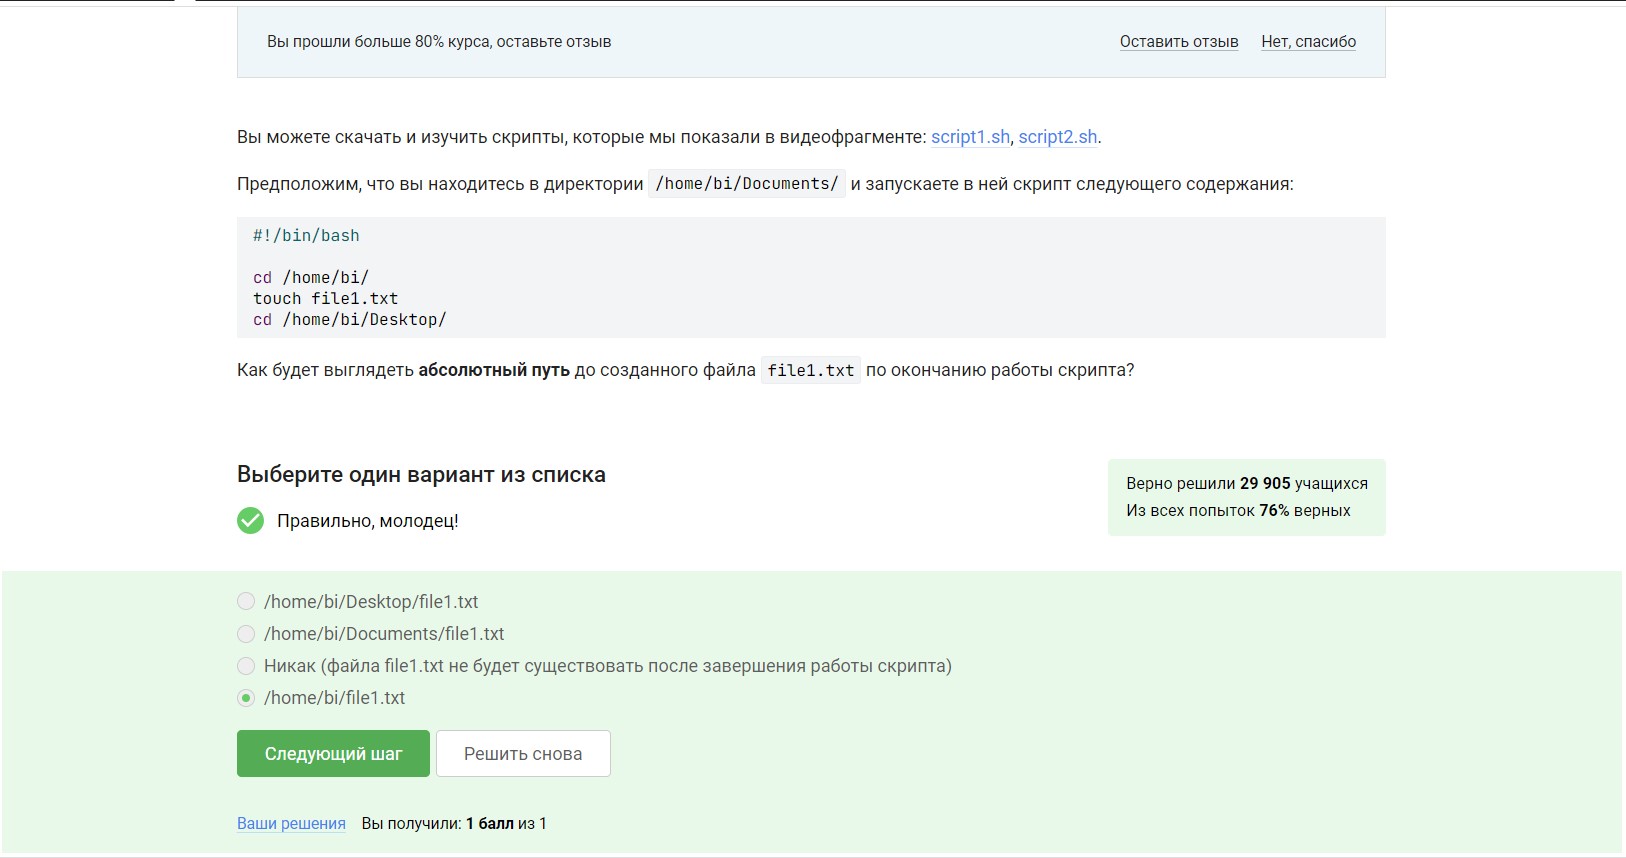 Вы прошли больше 80% курса, оставьте отзыв Оставить отзыв Нет, спасибо
Вы можете скачать и изучить скрипты, которые мы показали в видеофрагменте: script1.sh, script2.sh.
Предположим, что вы находитесь в директории /home/bi/Documents/ и запускаете в ней скрипт следующего содержания:
#!/bin/bash
cd /home/bi/
touch file1.txt
cd /home/bi/Desktop/
Как будет выглядеть абсолютный путь до созданного файла file1.txt по окончанию работы скрипта?
Выберите один вариант из списка
Правильно, молодец!
Верно решили 29 905 учащихся
Из всех попыток 76% верных
/home/bi/Desktop/file1.txt
/home/bi/Documents/file1.txt
Никак (файла file1.txt не будет существовать после завершения работы скрипта)
/home/bi/file1.txt
Следующий шаг Решить снова
Ваши решения Вы получили: 1 балл из 1